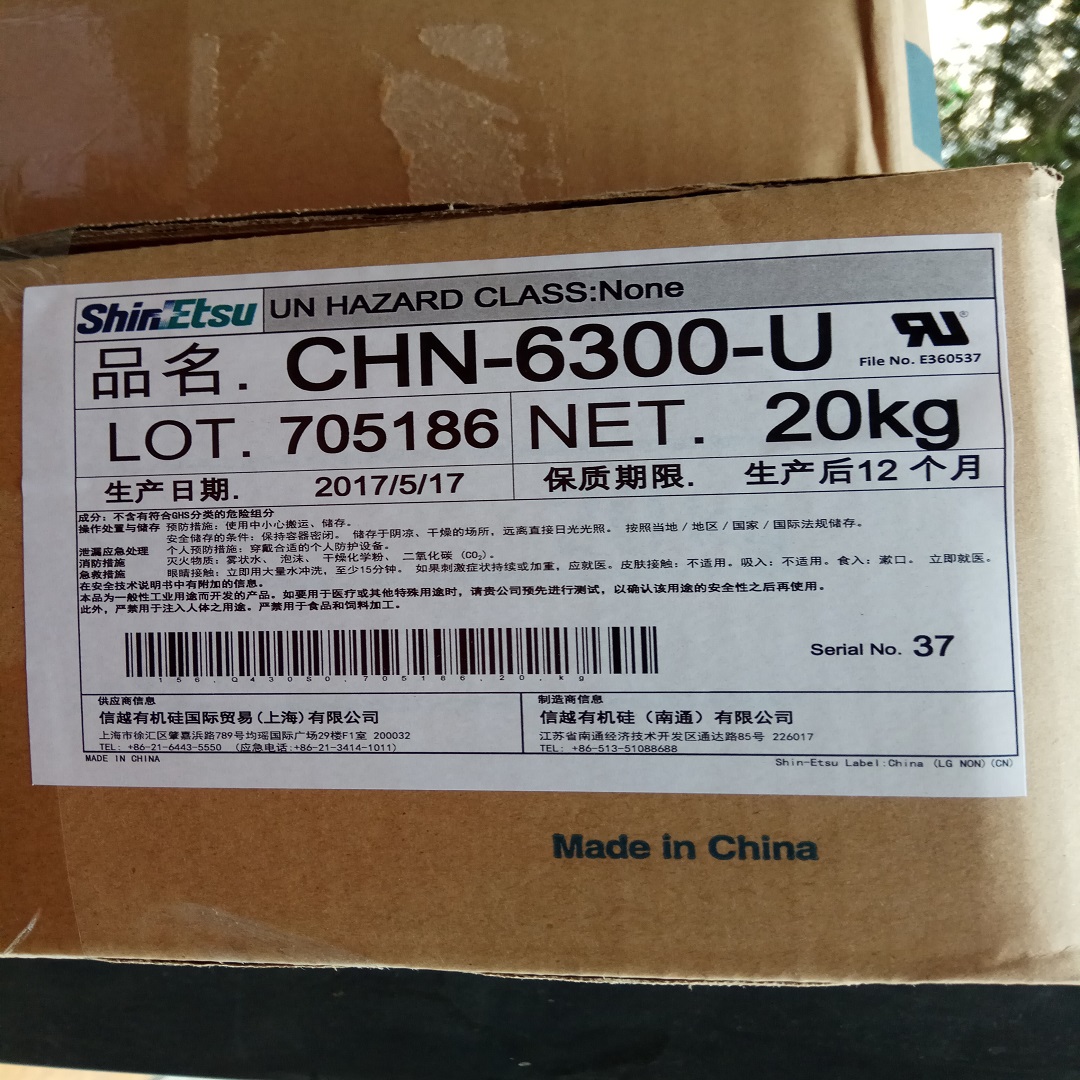 Shin-Etsu UN HAZARD CLASS:None
品名. CHN-6300-U
File No. E360537
LOT. 705186 NET. 20kg
生产日期. 2017/5/17 保质期限. 生产后12 个月
成分: 不含有符合GHS分类的危险组分
操作处置与储存 预防措施: 使用中小心搬运、储存。
安全储存的条件: 保持容器密闭。 储存于阴凉、干燥的场所, 远离直接日光光照。 按照当地/地区/国家/国际法规储存。
泄漏应急处理 个人预防措施: 穿戴合适的个人防护设备。
消防措施 灭火物质: 雾状水、 泡沫、 干燥化学粉、 二氧化碳 (CO₂)。
急救措施 眼睛接触: 立即用大量水冲洗, 至少15分钟。 如果刺激症状持续或加重, 应就医。皮肤接触: 不适用。吸入: 不适用。食入: 漱口。 立即就医。
在安全技术说明书中有附加的信息。
本品为一般性工业用途而开发的产品。如要用于医疗或其他特殊用途时, 请贵公司预先进行测试, 以确认该用途的安全性之后再使用。
此外, 严禁用于注入人体之用途。严禁用于食品和饲料加工。
Serial No. 37
156,Q430S0,705186,20,kg
供应商信息
信越有机硅国际贸易(上海)有限公司
上海市徐汇区肇嘉浜路789号均瑶国际广场29楼F1室 200032
TEL: +86-21-6443-5550 (应急电话:+86-21-3414-1011)
制造商信息
信越有机硅 (南通) 有限公司
江苏省南通经济技术开发区通达路85号 226017
TEL: +86-513-51088688
MADE IN CHINA
Shin-Etsu Label:China (LG NON)(CN)
Made in China